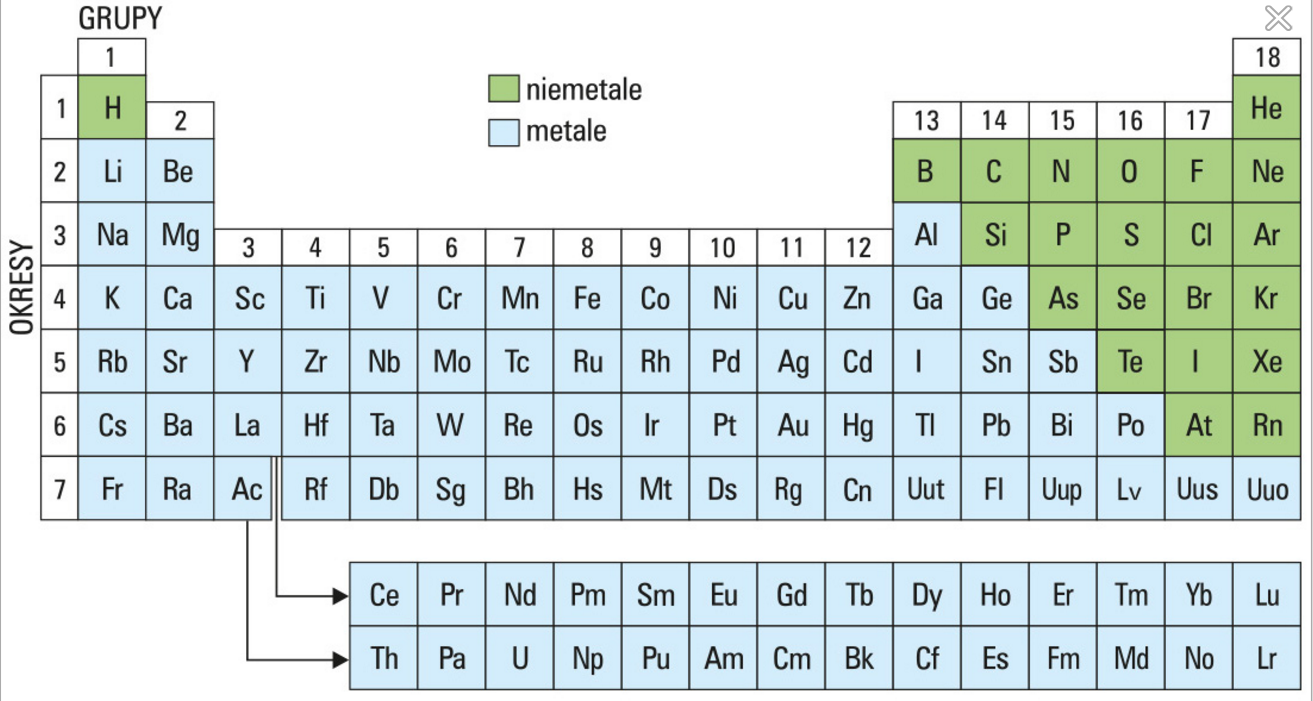 GRUPY
1 18
1 H 2 niemetale 13 14 15 16 17 He
metale
2 Li Be B C N O F Ne
3 Na Mg 3 4 5 6 7 8 9 10 11 12 Al Si P S Cl Ar
OKRESY
4 K Ca Sc Ti V Cr Mn Fe Co Ni Cu Zn Ga Ge As Se Br Kr
5 Rb Sr Y Zr Nb Mo Tc Ru Rh Pd Ag Cd I Sn Sb Te I Xe
6 Cs Ba La Hf Ta W Re Os Ir Pt Au Hg Tl Pb Bi Po At Rn
7 Fr Ra Ac Rf Db Sg Bh Hs Mt Ds Rg Cn Uut Fl Uup Lv Uus Uuo
Ce Pr Nd Pm Sm Eu Gd Tb Dy Ho Er Tm Yb Lu
Th Pa U Np Pu Am Cm Bk Cf Es Fm Md No Lr